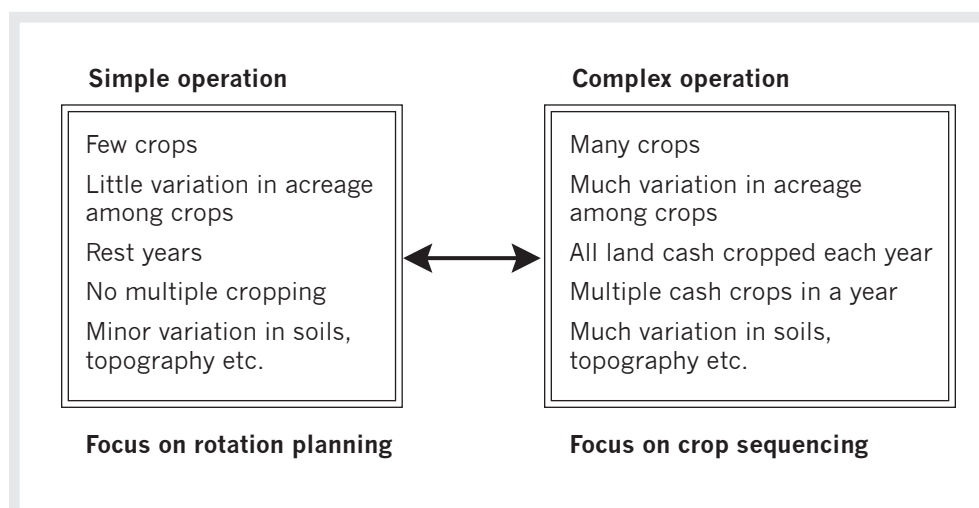 Simple operation
Few crops
Little variation in acreage
among crops
Rest years
No multiple cropping
Minor variation in soils,
topography etc.
Focus on rotation planning
Complex operation
Many crops
Much variation in acreage
among crops
All land cash cropped each year
Multiple cash crops in a year
Much variation in soils,
topography etc.
Focus on crop sequencing